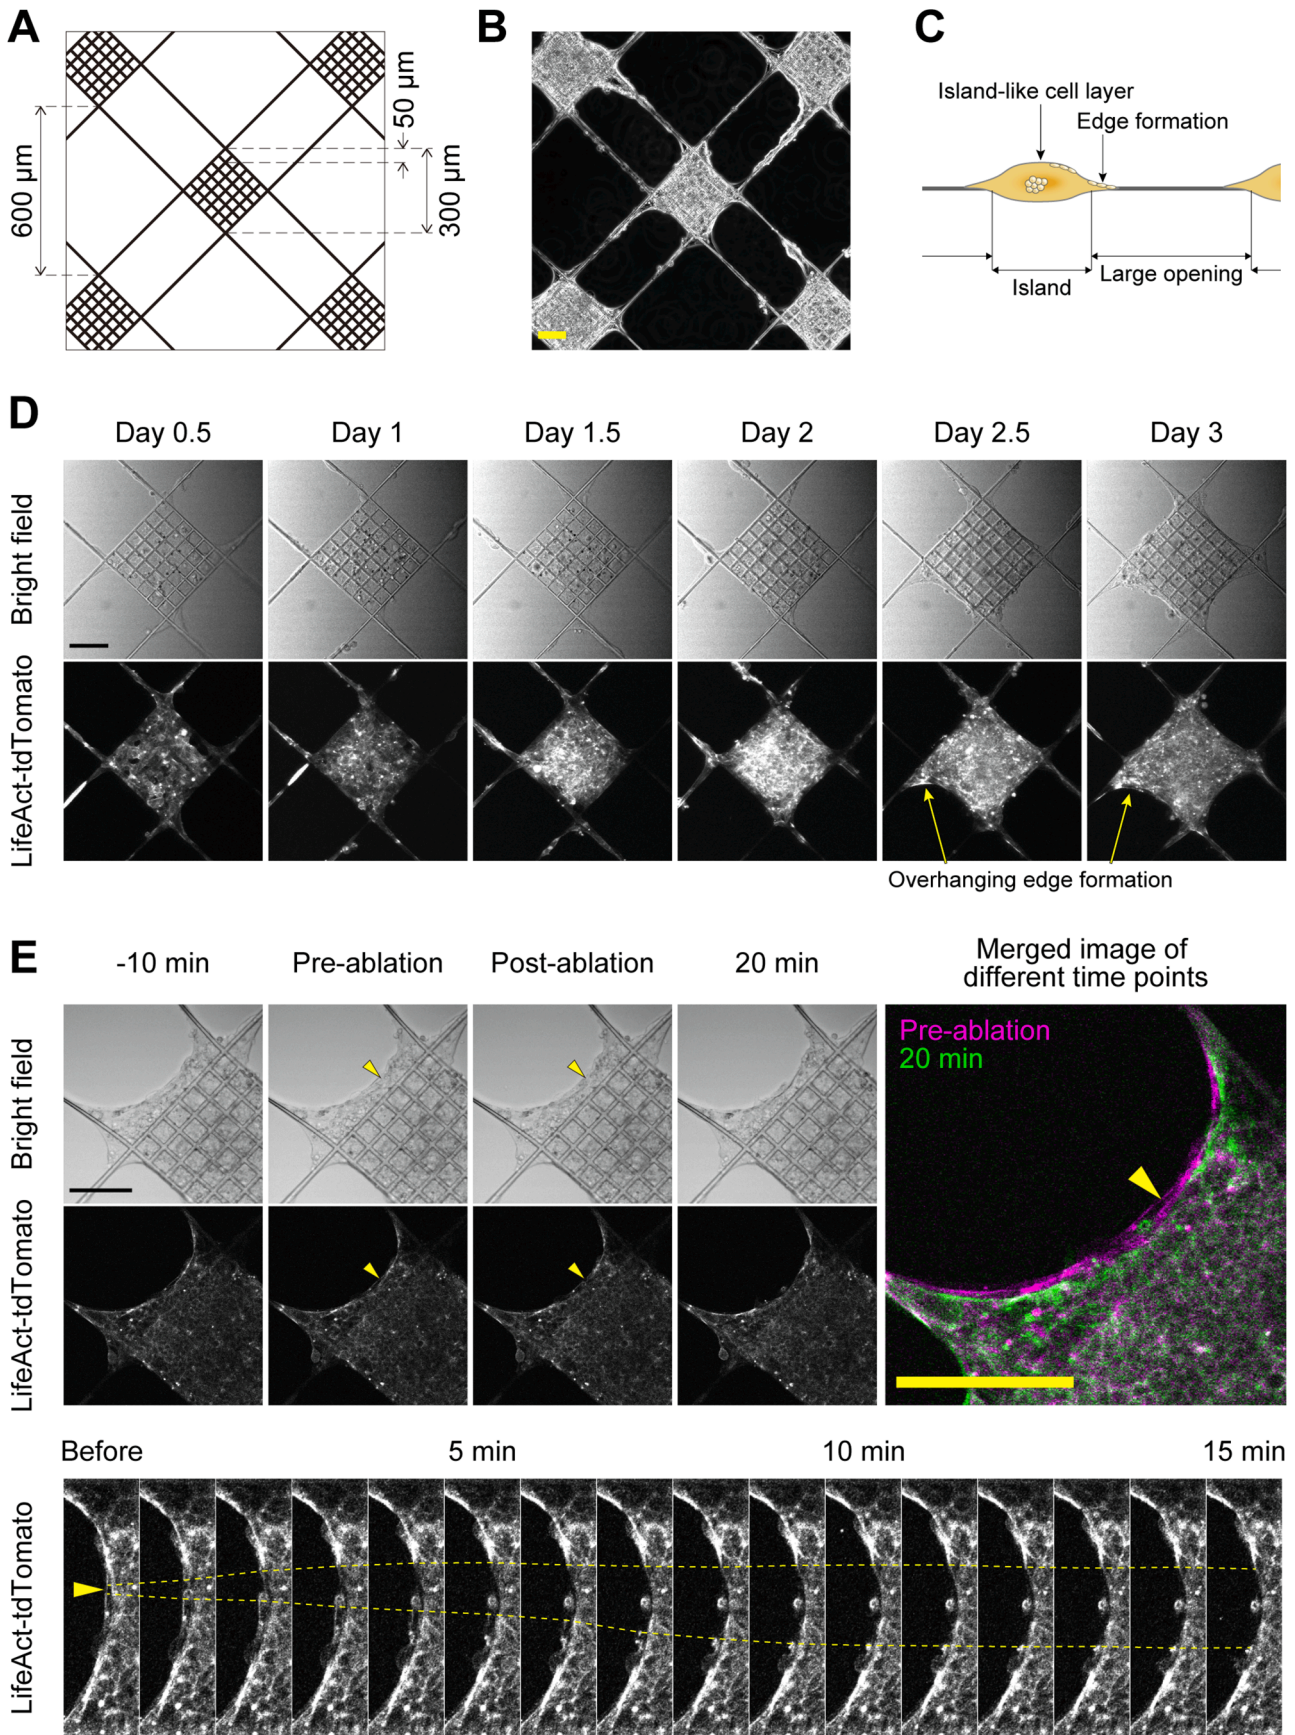 A
B
C
600 µm
50 µm
300 µm
Island-like cell layer
Edge formation
Island
Large opening
D
Day 0.5
Day 1
Day 1.5
Day 2
Day 2.5
Day 3
Bright field
LifeAct-tdTomato
Overhanging edge formation
E
-10 min
Pre-ablation
Post-ablation
20 min
Merged image of
different time points
Bright field
LifeAct-tdTomato
Pre-ablation
20 min
Before
5 min
10 min
15 min
LifeAct-tdTomato